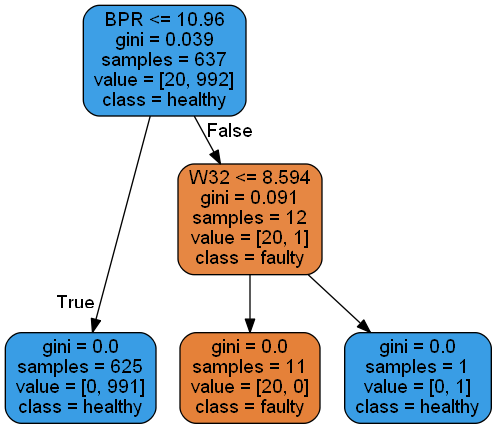 BPR <= 10.96
gini = 0.039
samples = 637
value = [20, 992]
class = healthy
False
W32 <= 8.594
gini = 0.091
samples = 12
value = [20, 1]
class = faulty
True
gini = 0.0
samples = 625
value = [0, 991]
class = healthy
gini = 0.0
samples = 11
value = [20, 0]
class = faulty
gini = 0.0
samples = 1
value = [0, 1]
class = healthy